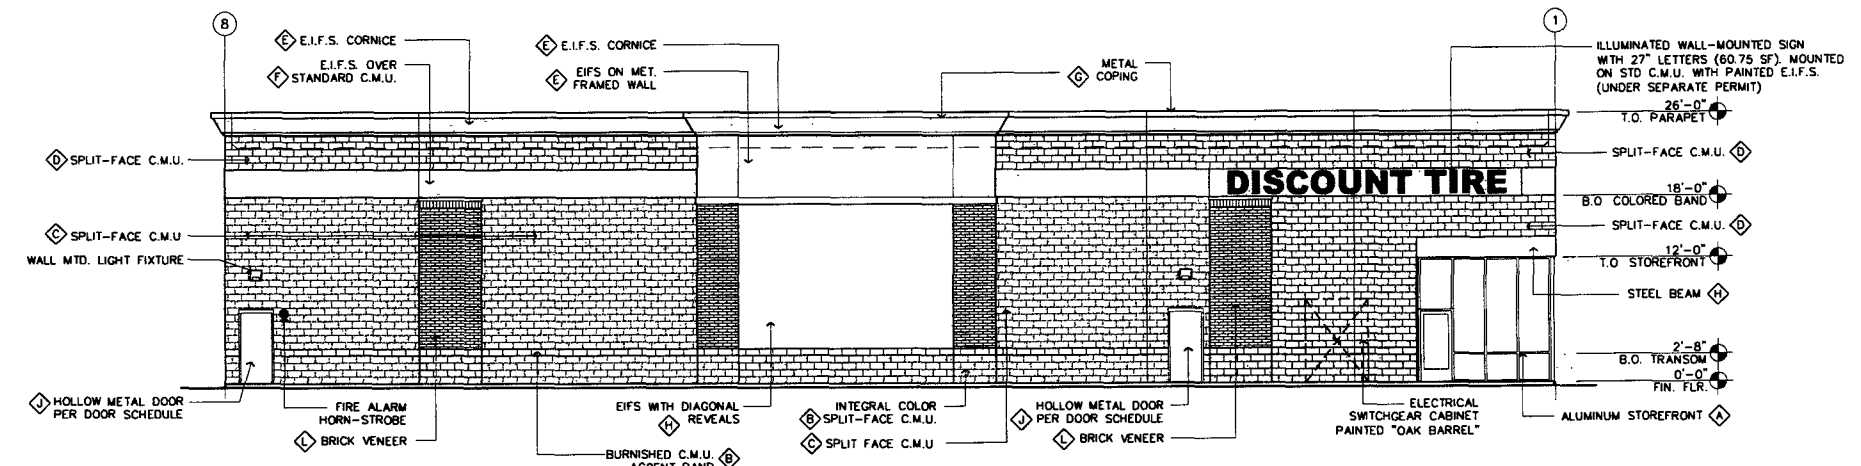 8
1
E E.I.F.S. CORNICE
E E.I.F.S. CORNICE
E.I.F.S. OVER
F STANDARD C.M.U.
EIFS ON MET.
E FRAMED WALL
METAL
G COPING
ILLUMINATED WALL-MOUNTED SIGN
WITH 27" LETTERS (60.75 SF). MOUNTED
ON STD C.M.U. WITH PAINTED E.I.F.S.
(UNDER SEPARATE PERMIT)
26'-0"
T.O. PARAPET
D SPLIT-FACE C.M.U.
SPLIT-FACE C.M.U. D
DISCOUNT TIRE
18'-0"
B.O COLORED BAND
C SPLIT-FACE C.M.U
SPLIT-FACE C.M.U. D
WALL MTD. LIGHT FIXTURE
12'-0"
T.O STOREFRONT
STEEL BEAM H
2'-8"
B.O. TRANSOM
0'-0"
FIN. FLR.
J HOLLOW METAL DOOR
PER DOOR SCHEDULE
FIRE ALARM
HORN-STROBE
L BRICK VENEER
EIFS WITH DIAGONAL
H REVEALS
BURNISHED C.M.U. B
ACCENT BAND
INTEGRAL COLOR
B SPLIT-FACE C.M.U.
C SPLIT FACE C.M.U
HOLLOW METAL DOOR
J PER DOOR SCHEDULE
L BRICK VENEER
ELECTRICAL
SWITCHGEAR CABINET
PAINTED "OAK BARREL"
ALUMINUM STOREFRONT A